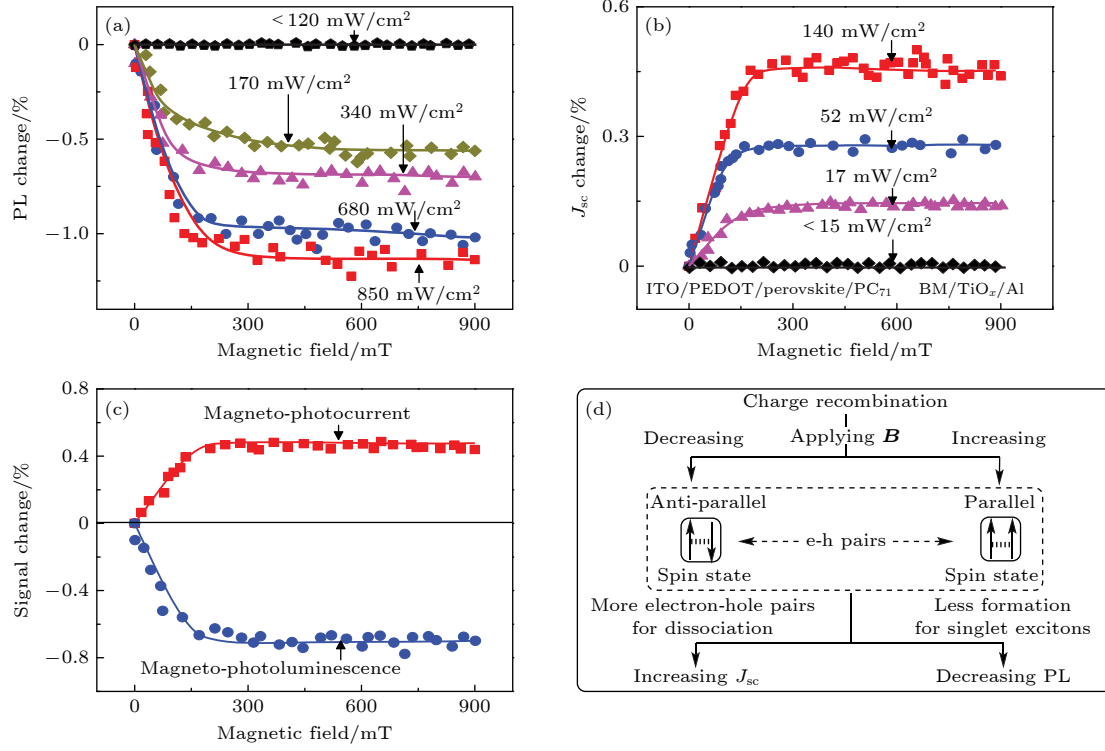 (a)
<120 mW/cm²
170 mW/cm²
340 mW/cm²
680 mW/cm²
850 mW/cm²
0
−0.5
−1.0
PL change/%
0 300 600 900
Magnetic field/mT
(b)
140 mW/cm²
52 mW/cm²
17 mW/cm²
<15 mW/cm²
ITO/PEDOT/perovskite/PC₇₁ BM/TiOₓ/Al
0.6
0.3
0
Jsc change/%
0 300 600 900
Magnetic field/mT
(c)
Magneto-photocurrent
Magneto-photoluminescence
0.8
0.4
0
−0.4
−0.8
Signal change/%
0 300 600 900
Magnetic field/mT
(d)
Charge recombination
Decreasing Applying B Increasing
Anti-parallel Parallel
e-h pairs
Spin state Spin state
More electron-hole pairs Less formation
for dissociation for singlet excitons
Increasing Jsc Decreasing PL